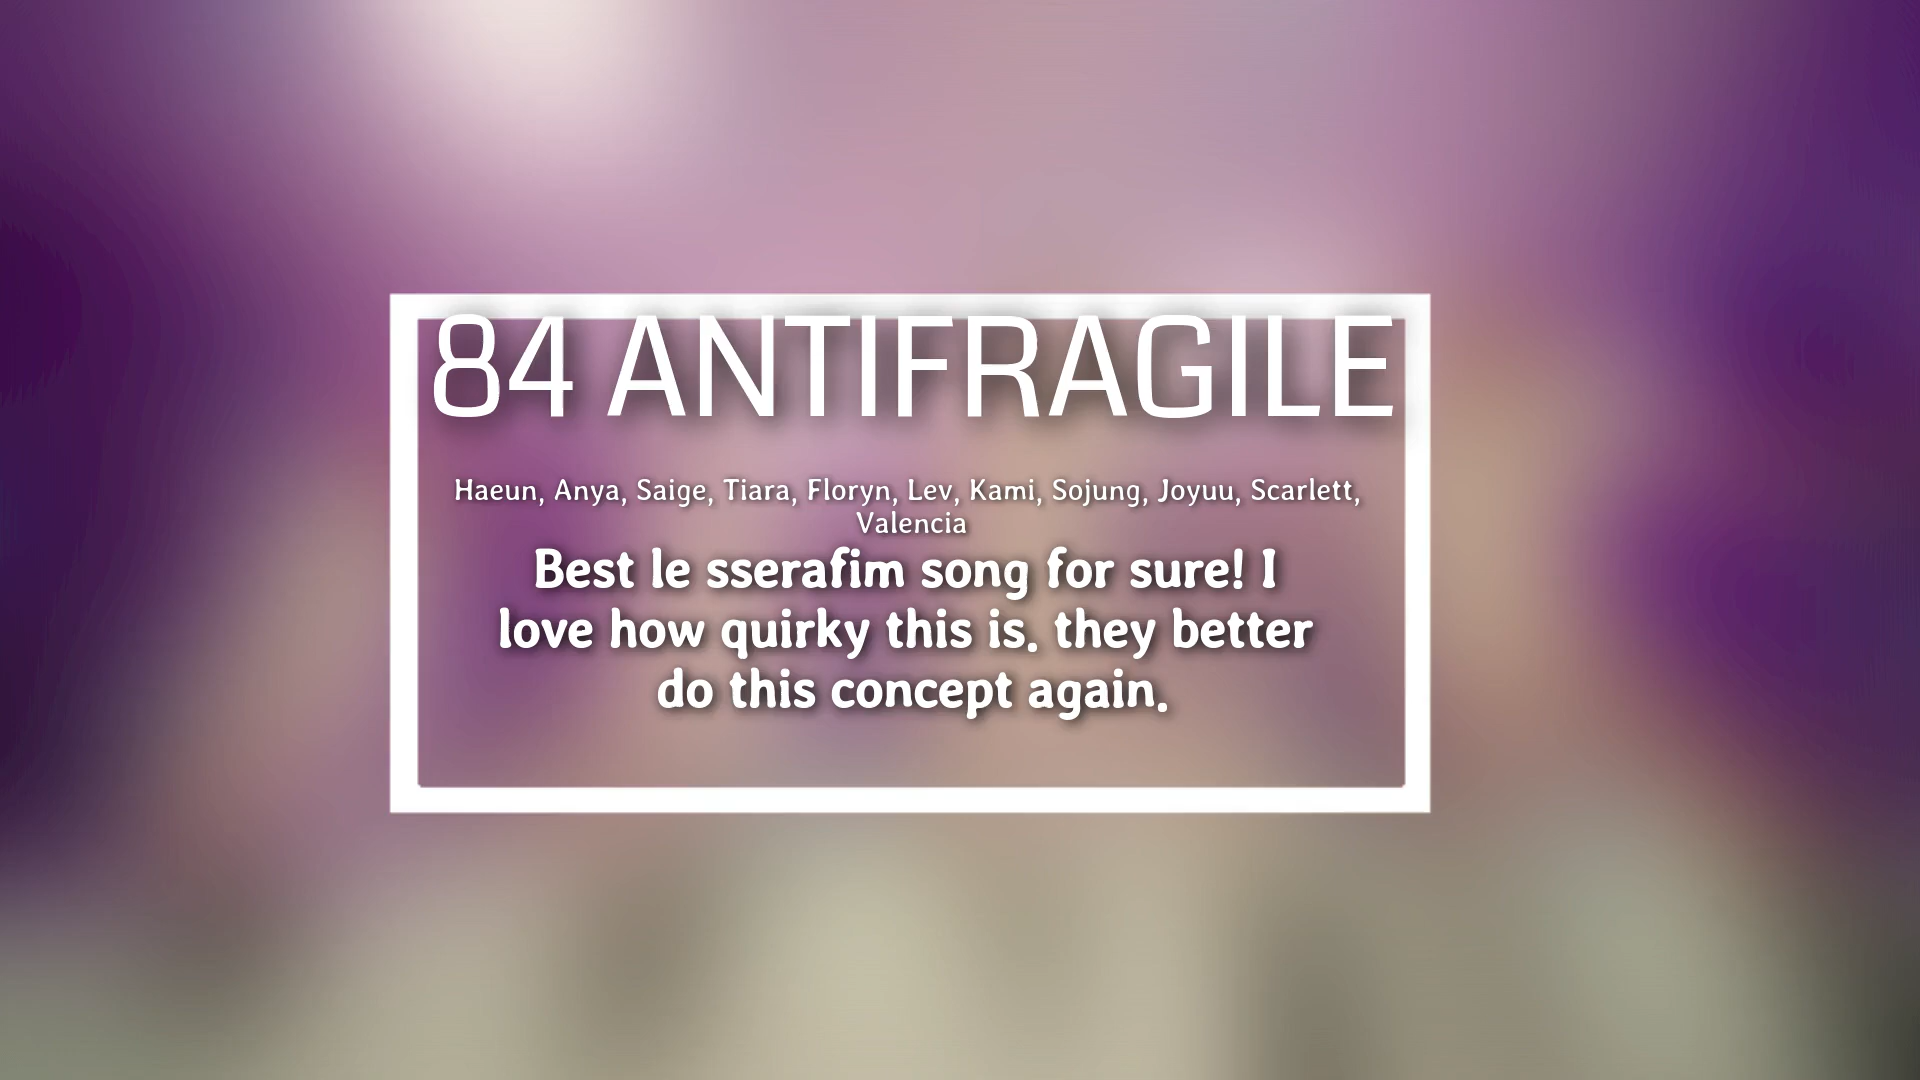 84 ANTIFRAGILE
Haeun, Anya, Saige, Tiara, Floryn, Lev, Kami, Sojung, Joyuu, Scarlett,
Valencia
Best le sserafim song for sure! I
love how quirky this is. they better
do this concept again.